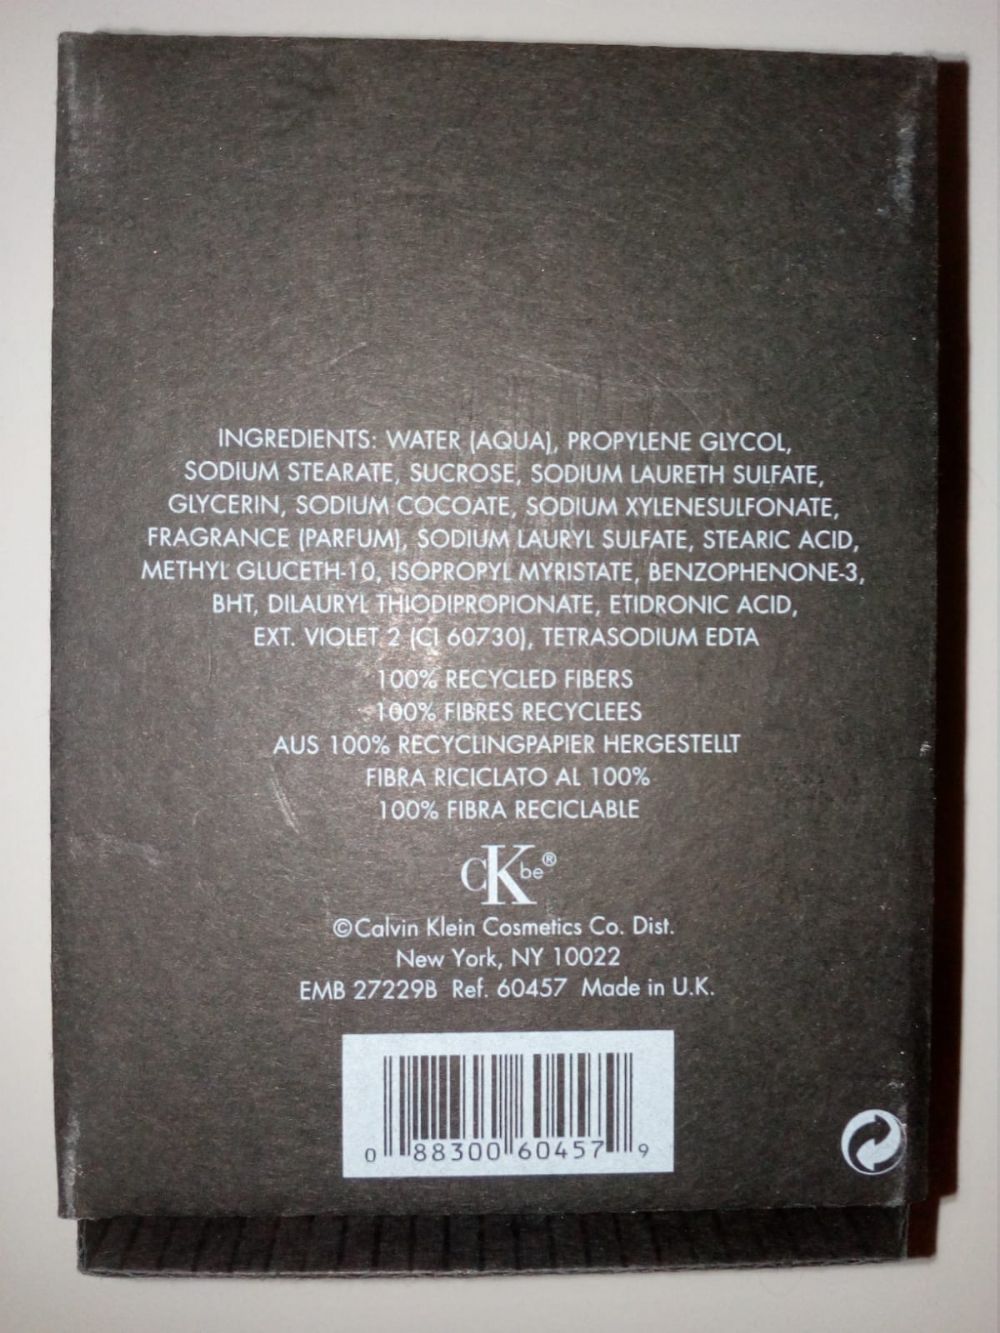 INGREDIENTS: WATER (AQUA), PROPYLENE GLYCOL,
SODIUM STEARATE, SUCROSE, SODIUM LAURETH SULFATE,
GLYCERIN, SODIUM COCOATE, SODIUM XYLENESULFONATE,
FRAGRANCE (PARFUM), SODIUM LAURYL SULFATE, STEARIC ACID,
METHYL GLUCETH-10, ISOPROPYL MYRISTATE, BENZOPHENONE-3,
BHT, DILAURYL THIODIPROPIONATE, ETIDRONIC ACID,
EXT. VIOLET 2 (CI 60730), TETRASODIUM EDTA
100% RECYCLED FIBERS
100% FIBRES RECYCLEES
AUS 100% RECYCLINGPAPIER HERGESTELLT
FIBRA RICICLATO AL 100%
100% FIBRA RECICLABLE
cK be®
©Calvin Klein Cosmetics Co. Dist.
New York, NY 10022
EMB 27229B Ref. 60457 Made in U.K.
0 88300 60457 9